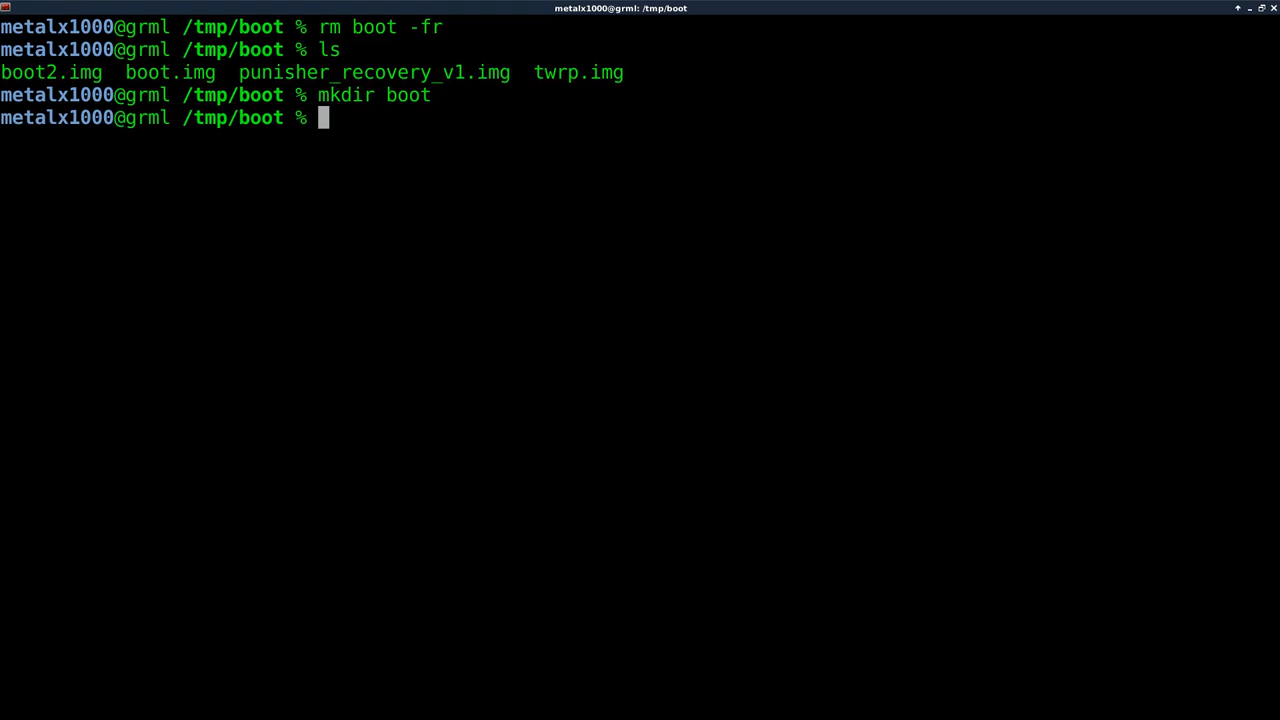 metalx1000@grml: /tmp/boot
metalx1000@grml /tmp/boot % rm boot -fr
metalx1000@grml /tmp/boot % ls
boot2.img  boot.img  punisher_recovery_v1.img  twrp.img
metalx1000@grml /tmp/boot % mkdir boot
metalx1000@grml /tmp/boot %